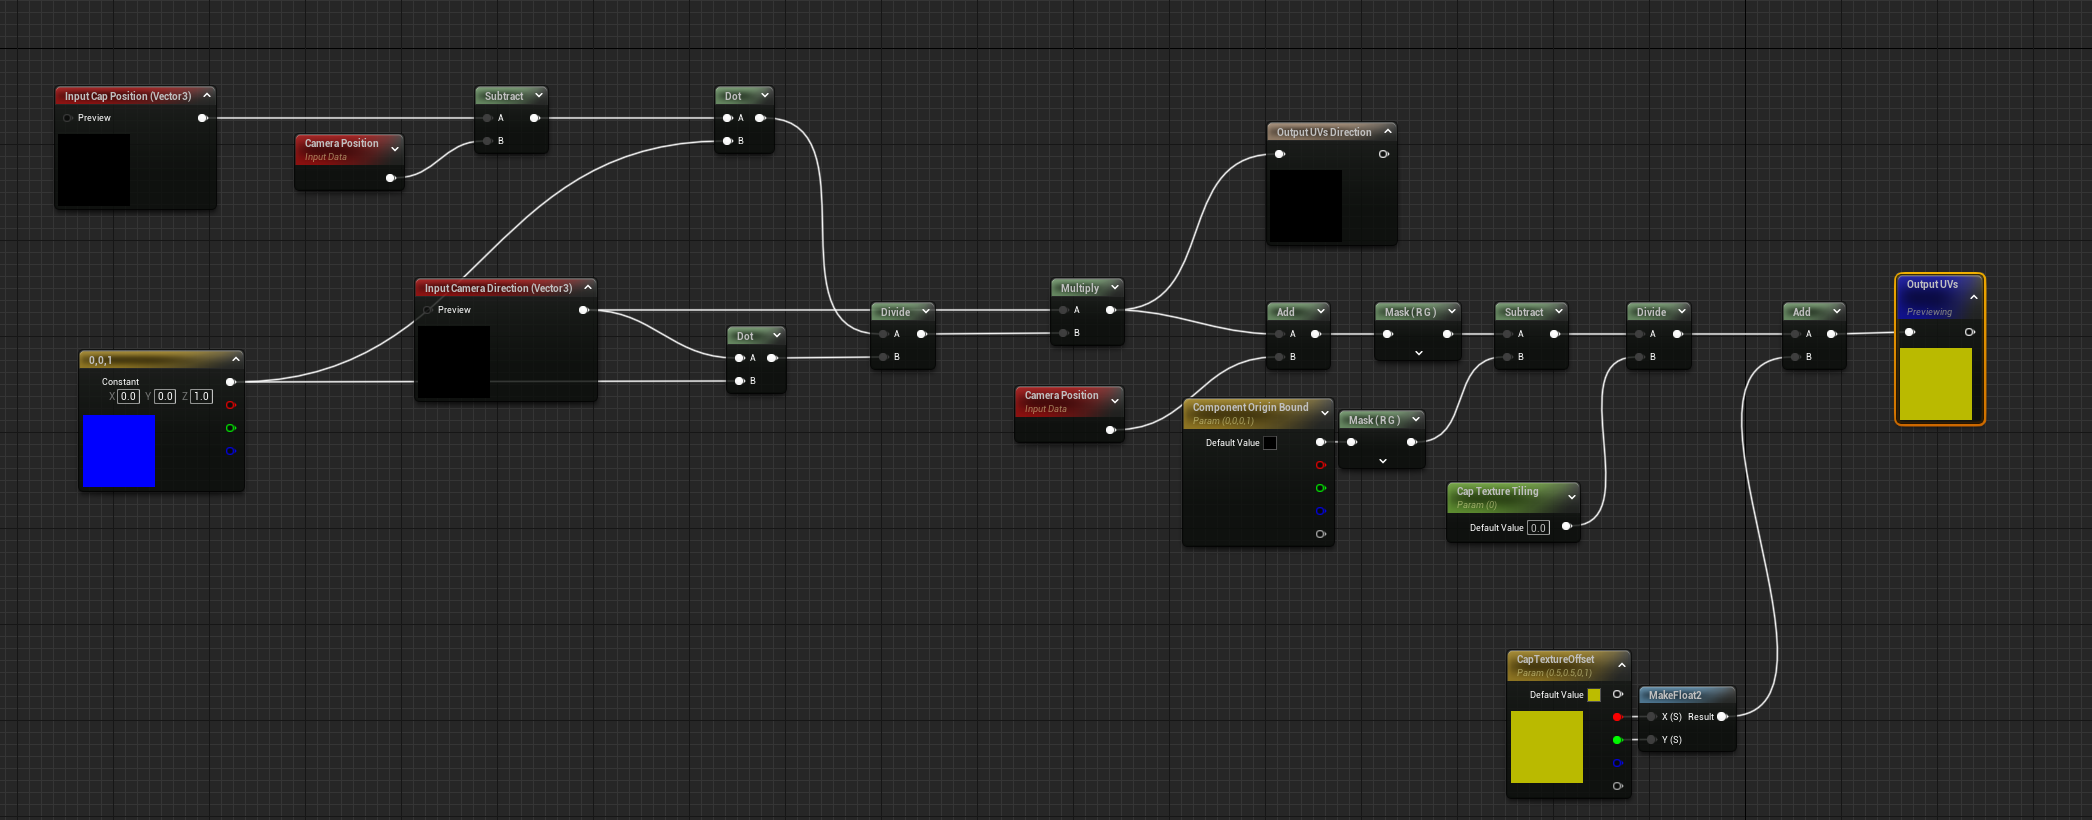 Input Cap Position (Vector3)
Preview
Camera Position
Input Data
Subtract
A
B
Dot
A
B
Output UVs Direction
Input Camera Direction (Vector3)
Preview
0,0,1
Constant
X 0.0 Y 0.0 Z 1.0
Dot
A
B
Divide
A
B
Multiply
A
B
Camera Position
Input Data
Add
A
B
Mask ( R G )
Subtract
A
B
Divide
A
B
Add
A
B
Output UVs
Previewing
Component Origin Bound
Param (0,0,0,1)
Default Value
Mask ( R G )
Cap Texture Tiling
Param (0)
Default Value 0.0
CapTextureOffset
Param (0.5,0.5,0,1)
Default Value
MakeFloat2
X (S) Result
Y (S)